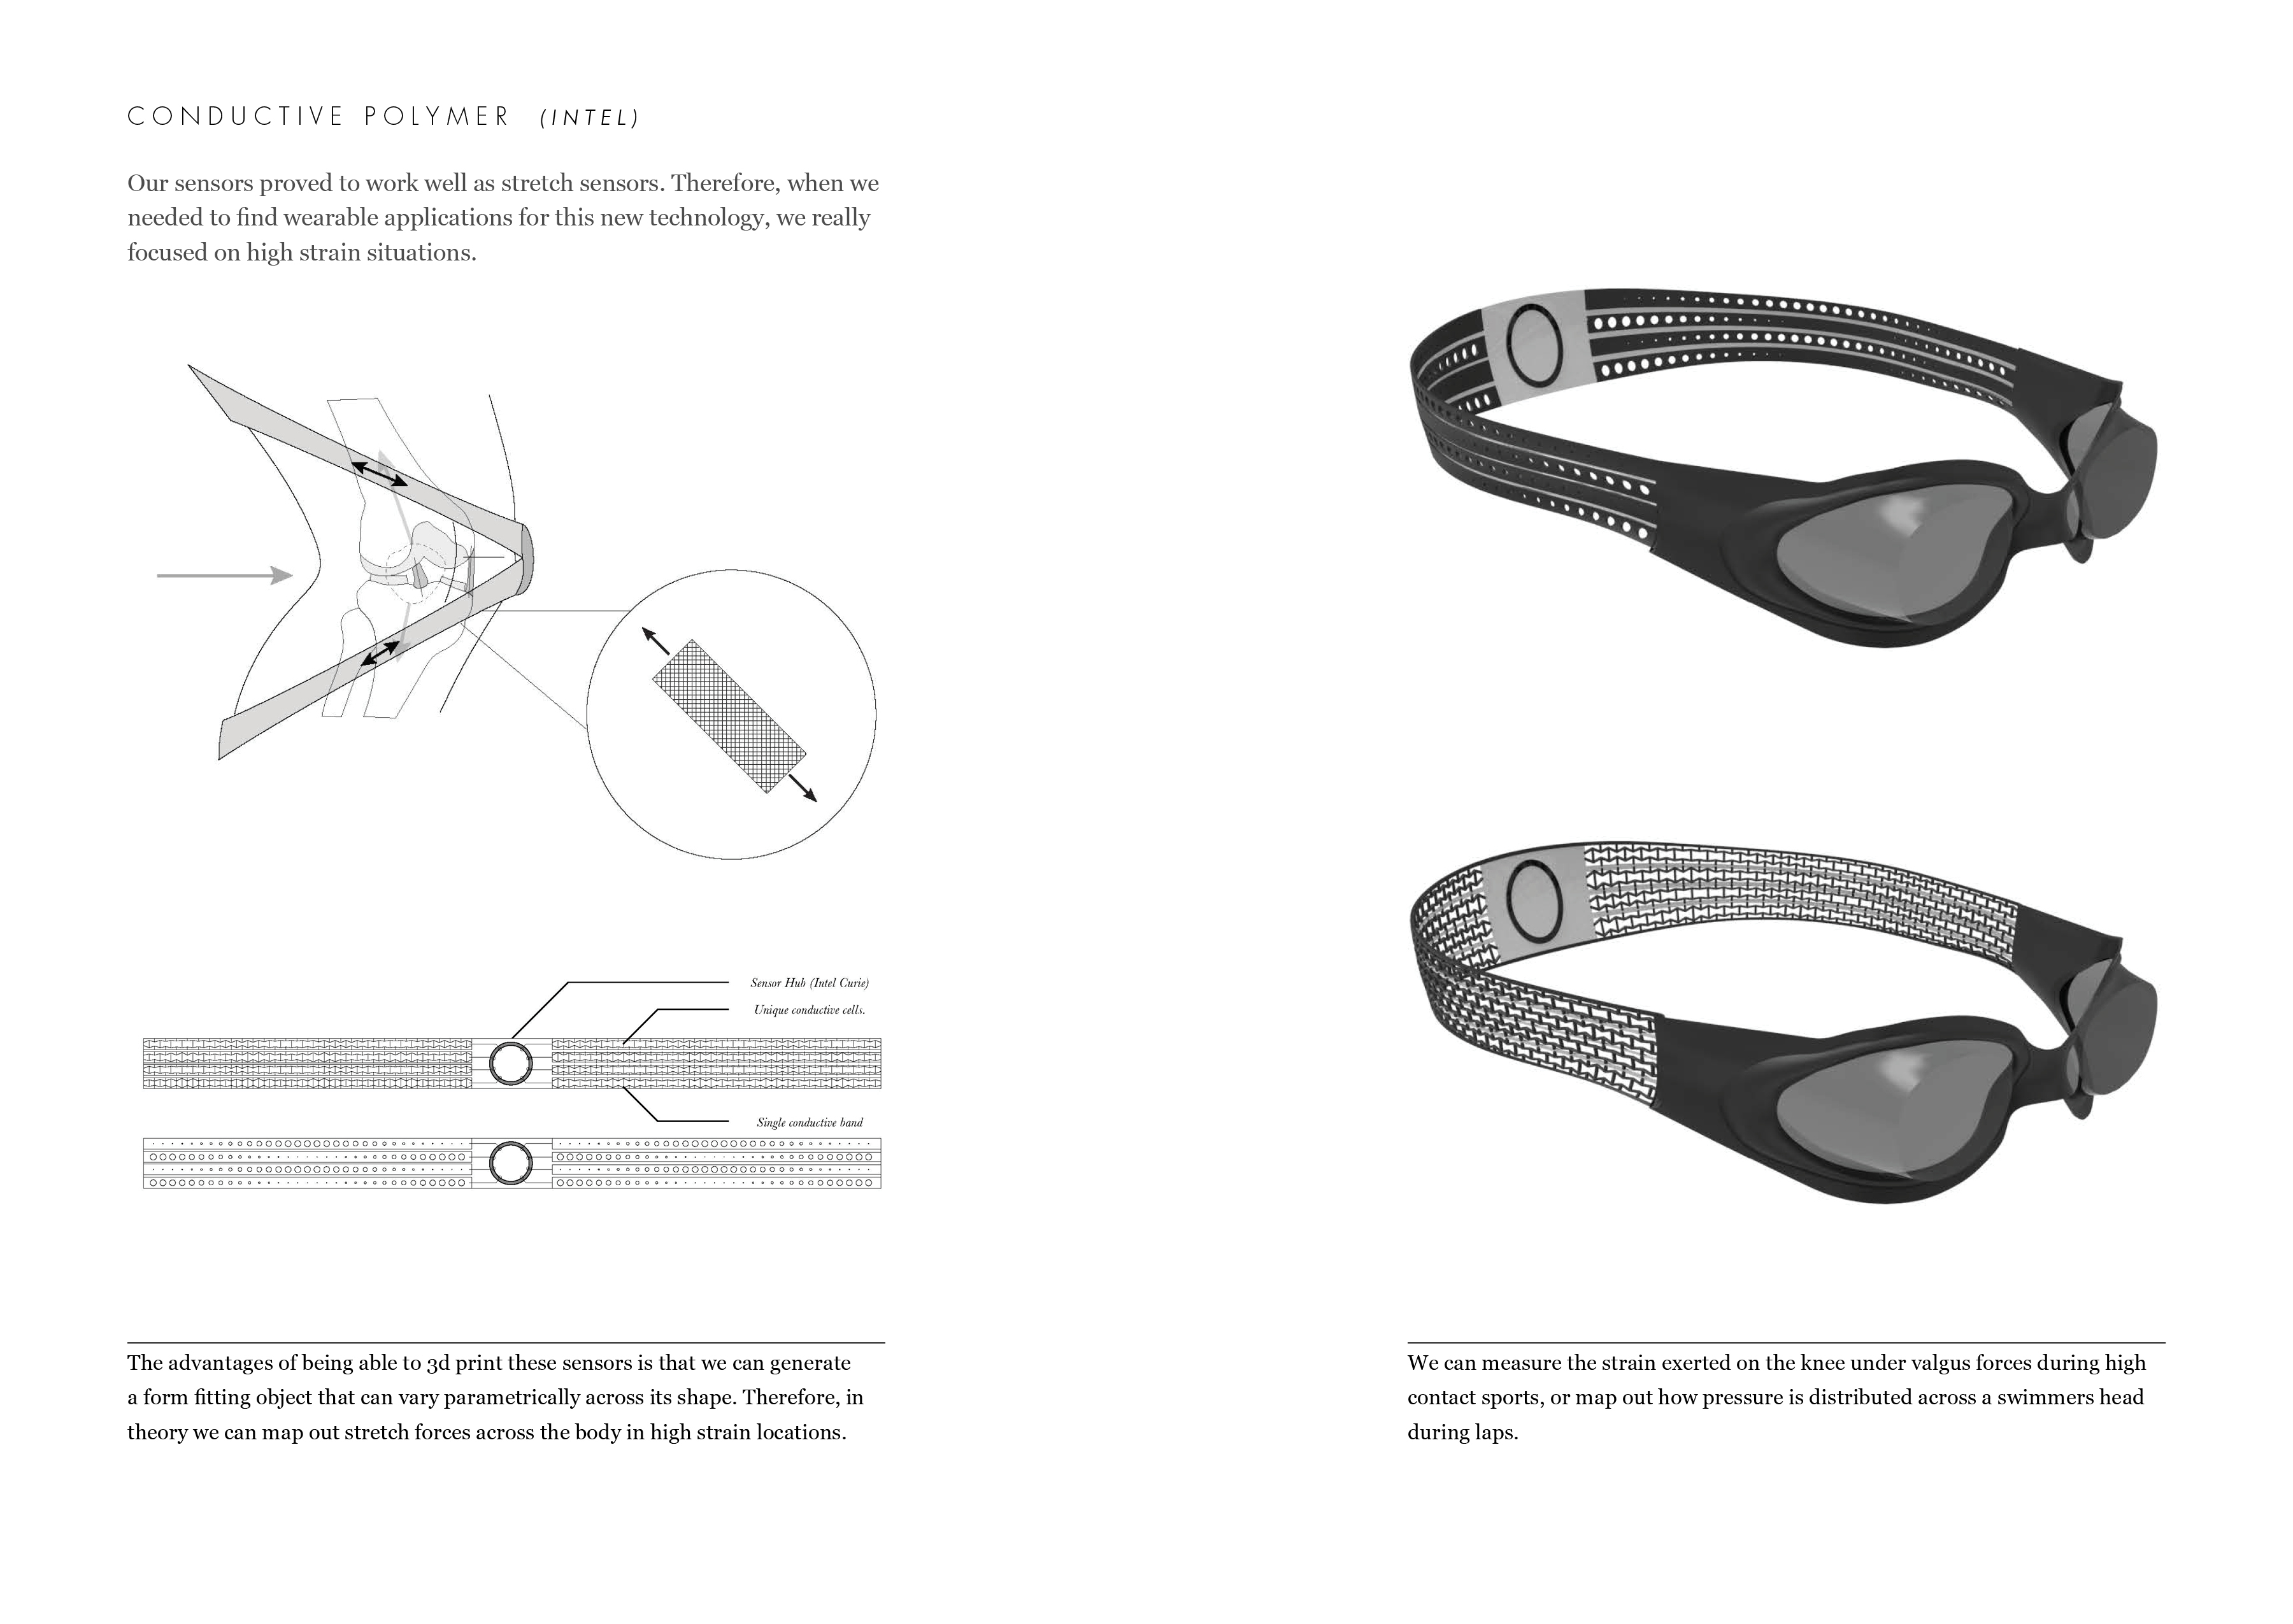 CONDUCTIVE POLYMER (INTEL)
Our sensors proved to work well as stretch sensors. Therefore, when we
needed to find wearable applications for this new technology, we really
focused on high strain situations.
Sensor Hub (Intel Curie)
Unique conductive cells.
Single conductive band
The advantages of being able to 3d print these sensors is that we can generate
a form fitting object that can vary parametrically across its shape. Therefore, in
theory we can map out stretch forces across the body in high strain locations.
We can measure the strain exerted on the knee under valgus forces during high
contact sports, or map out how pressure is distributed across a swimmers head
during laps.